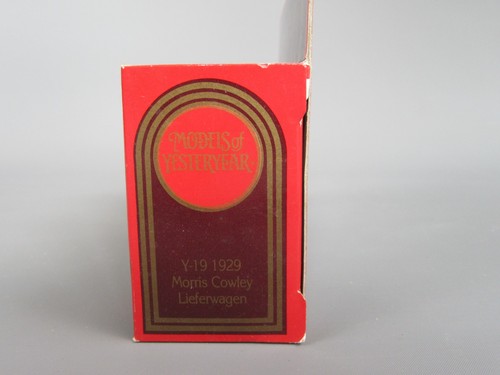 MODELS of
YESTERYEAR
Y-19 1929
Morris Cowley
Lieferwagen